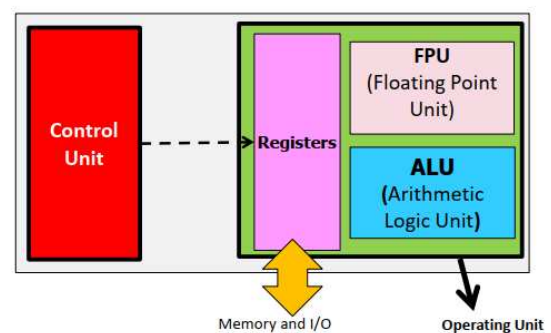 Control
Unit
Registers
FPU
(Floating Point
Unit)
ALU
(Arithmetic
Logic Unit)
Memory and I/O
Operating Unit